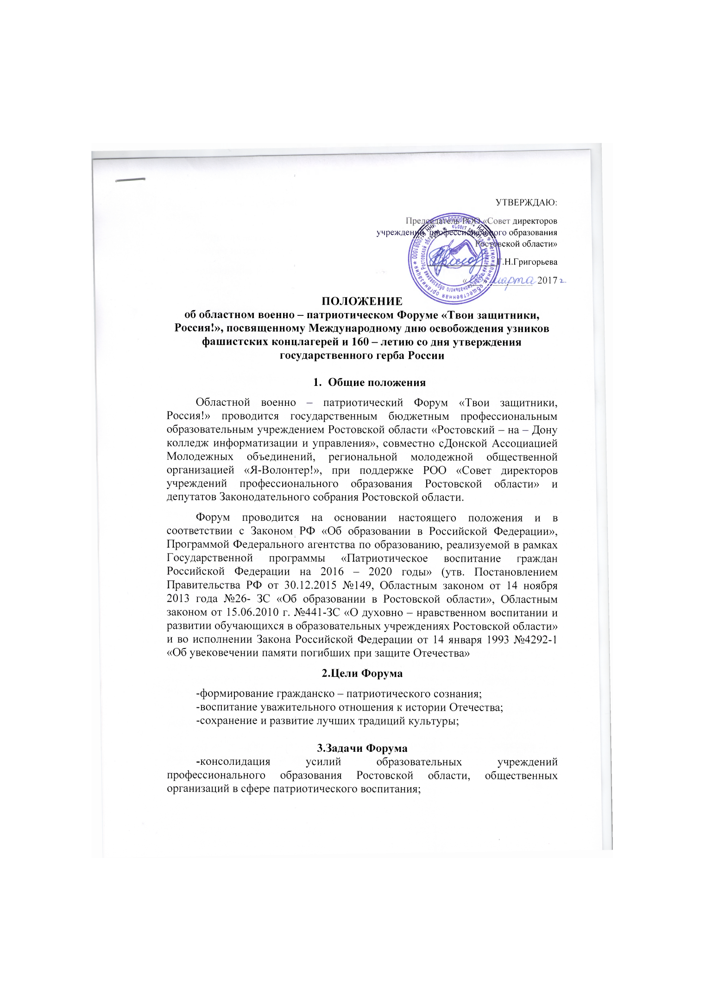 УТВЕРЖДАЮ:
Председатель РОО «Совет директоров
учреждений профессионального образования
Ростовской области»
Г.Н.Григорьева
« марта 2017 г
ПОЛОЖЕНИЕ
об областном военно – патриотическом Форуме «Твои защитники,
Россия!», посвященному Международному дню освобождения узников
фашистских концлагерей и 160 – летию со дня утверждения
государственного герба России
1. Общие положения
Областной военно – патриотический Форум «Твои защитники,
Россия!» проводится государственным бюджетным профессиональным
образовательным учреждением Ростовской области «Ростовский – на – Дону
колледж информатизации и управления», совместно сДонской Ассоциацией
Молодежных объединений, региональной молодежной общественной
организацией «Я-Волонтер!», при поддержке РОО «Совет директоров
учреждений профессионального образования Ростовской области» и
депутатов Законодательного собрания Ростовской области.
Форум проводится на основании настоящего положения и в
соответствии с Законом РФ «Об образовании в Российской Федерации»,
Программой Федерального агентства по образованию, реализуемой в рамках
Государственной программы «Патриотическое воспитание граждан
Российской Федерации на 2016 – 2020 годы» (утв. Постановлением
Правительства РФ от 30.12.2015 №149, Областным законом от 14 ноября
2013 года №26- ЗС «Об образовании в Ростовской области», Областным
законом от 15.06.2010 г. №441-ЗС «О духовно – нравственном воспитании и
развитии обучающихся в образовательных учреждениях Ростовской области»
и во исполнении Закона Российской Федерации от 14 января 1993 №4292-1
«Об увековечении памяти погибших при защите Отечества»
2.Цели Форума
-формирование гражданско – патриотического сознания;
-воспитание уважительного отношения к истории Отечества;
-сохранение и развитие лучших традиций культуры;
3.Задачи Форума
-консолидация усилий образовательных учреждений
профессионального образования Ростовской области, общественных
организаций в сфере патриотического воспитания;